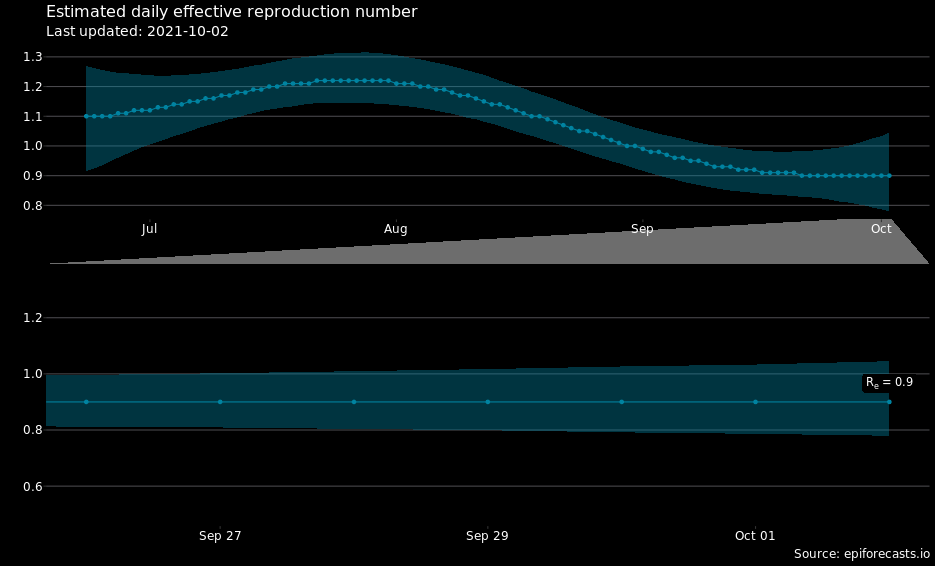 Estimated daily effective reproduction number
Last updated: 2021-10-02
1.3
1.2
1.1
1.0
0.9
0.8
Jul Aug Sep Oct
1.2
1.0
Re = 0.9
0.8
0.6
Sep 27 Sep 29 Oct 01
Source: epiforecasts.io